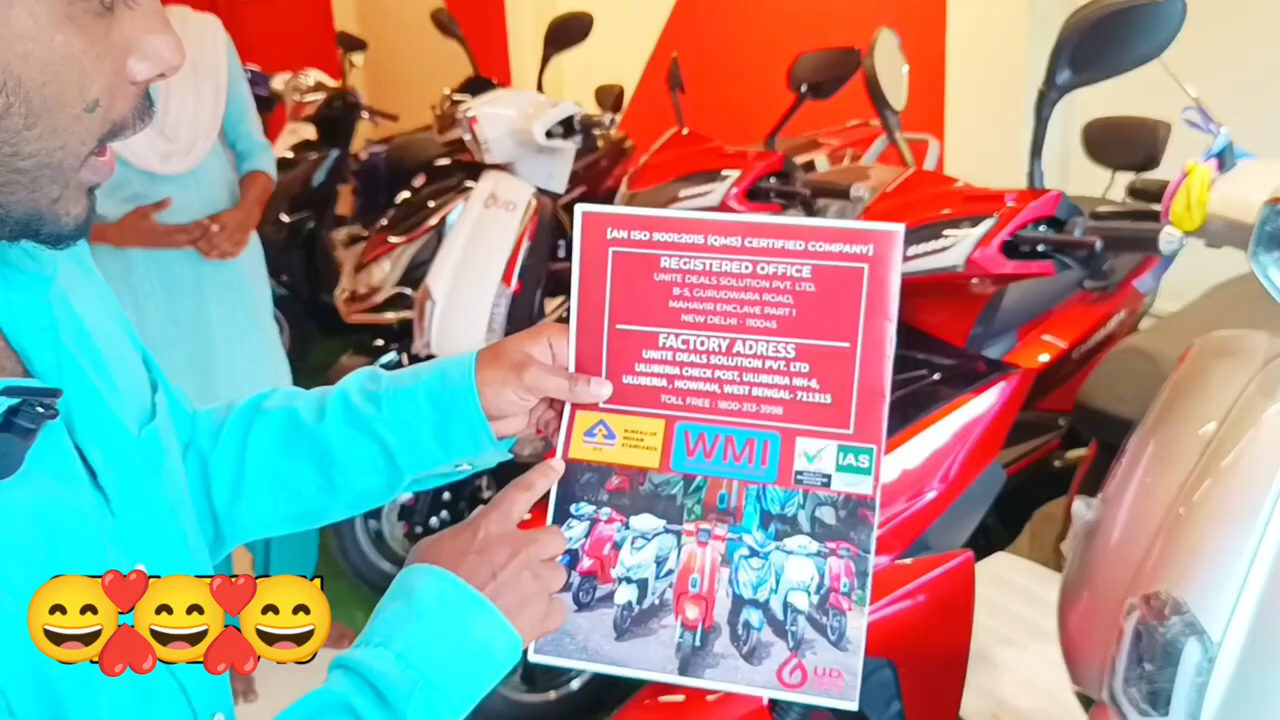 UD
[AN ISO 9001:2015 (QMS) CERTIFIED COMPANY]
REGISTERED OFFICE
UNITE DEALS SOLUTION PVT. LTD.
B-5, GURUDWARA ROAD,
MAHAVIR ENCLAVE PART 1
NEW DELHI - 110045
FACTORY ADRESS
UNITE DEALS SOLUTION PVT. LTD
ULUBERIA CHECK POST, ULUBERIA NH-6,
ULUBERIA , HOWRAH, WEST BENGAL- 711315
TOLL FREE : 1800-313-3998
BUREAU OF
INDIAN
STANDARDS
WMI
IAS
U.D.